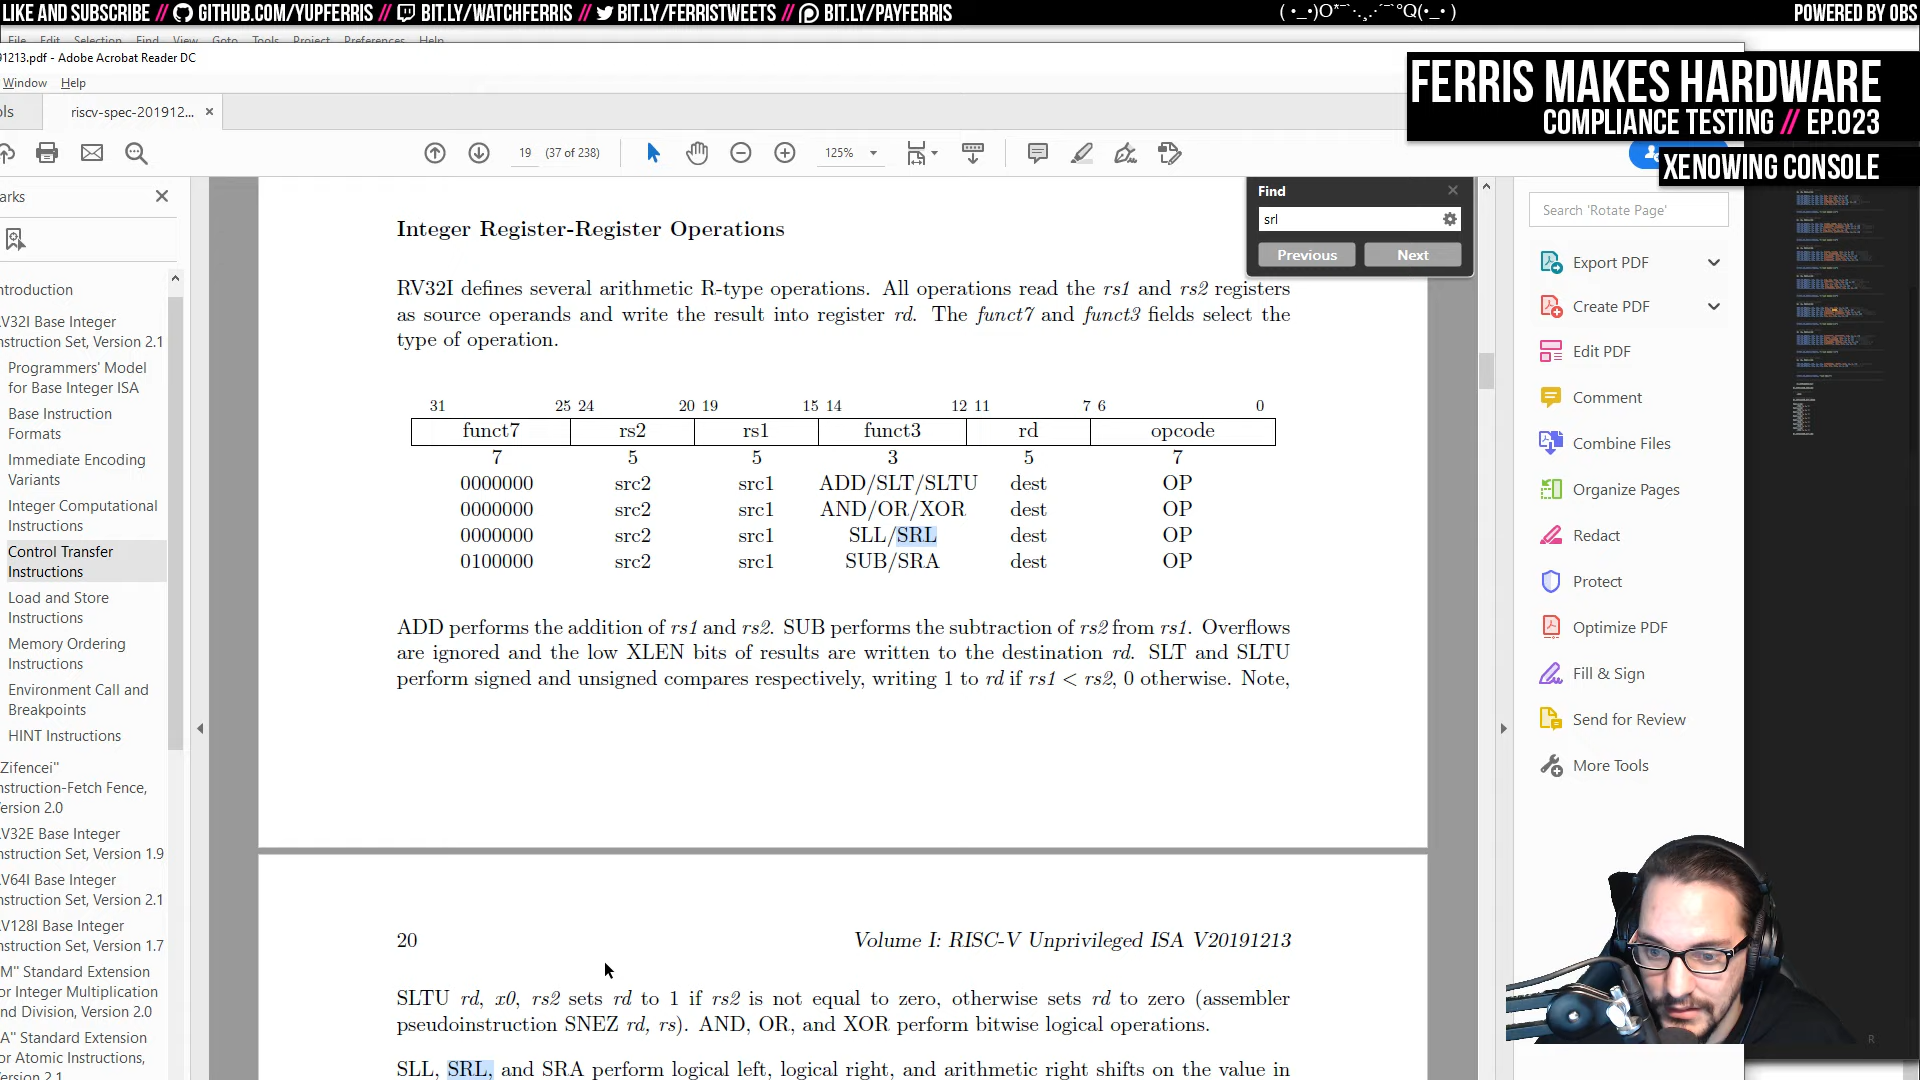 LIKE AND SUBSCRIBE // GITHUB.COM/YUPFERRIS // BIT.LY/WATCHFERRIS // BIT.LY/FERRISTWEETS // BIT.LY/PAYFERRIS
POWERED BY OBS
File Edit Selection Find View Goto Tools Project Preferences Help
1213.pdf - Adobe Acrobat Reader DC
Window Help
FERRIS MAKES HARDWARE
COMPLIANCE TESTING // EP.023
XENOWING CONSOLE
ols riscv-spec-201912... ×
19 (37 of 238) 125%
arks
ntroduction
V32I Base Integer
nstruction Set, Version 2.1
Programmers' Model
for Base Integer ISA
Base Instruction
Formats
Immediate Encoding
Variants
Integer Computational
Instructions
Control Transfer
Instructions
Load and Store
Instructions
Memory Ordering
Instructions
Environment Call and
Breakpoints
HINT Instructions
Zifencei"
nstruction-Fetch Fence,
ersion 2.0
V32E Base Integer
nstruction Set, Version 1.9
V64I Base Integer
nstruction Set, Version 2.1
V128I Base Integer
nstruction Set, Version 1.7
M" Standard Extension
or Integer Multiplication
nd Division, Version 2.0
A" Standard Extension
or Atomic Instructions,
ersion 2.1
Integer Register-Register Operations
RV32I defines several arithmetic R-type operations. All operations read the rs1 and rs2 registers
as source operands and write the result into register rd. The funct7 and funct3 fields select the
type of operation.
31 25 24 20 19 15 14 12 11 7 6 0
funct7 rs2 rs1 funct3 rd opcode
7 5 5 3 5 7
0000000 src2 src1 ADD/SLT/SLTU dest OP
0000000 src2 src1 AND/OR/XOR dest OP
0000000 src2 src1 SLL/SRL dest OP
0100000 src2 src1 SUB/SRA dest OP
ADD performs the addition of rs1 and rs2. SUB performs the subtraction of rs2 from rs1. Overflows
are ignored and the low XLEN bits of results are written to the destination rd. SLT and SLTU
perform signed and unsigned compares respectively, writing 1 to rd if rs1 < rs2, 0 otherwise. Note,
20 Volume I: RISC-V Unprivileged ISA V20191213
SLTU rd, x0, rs2 sets rd to 1 if rs2 is not equal to zero, otherwise sets rd to zero (assembler
pseudoinstruction SNEZ rd, rs). AND, OR, and XOR perform bitwise logical operations.
SLL, SRL, and SRA perform logical left, logical right, and arithmetic right shifts on the value in
Find
srl
Previous Next
Search 'Rotate Page'
Export PDF
Create PDF
Edit PDF
Comment
Combine Files
Organize Pages
Redact
Protect
Optimize PDF
Fill & Sign
Send for Review
More Tools